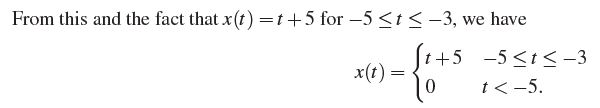 From this and the fact that x(t) = t + 5 for −5 ≤ t ≤ −3, we have
x(t) = { t + 5   −5 ≤ t ≤ −3
0   t < −5.